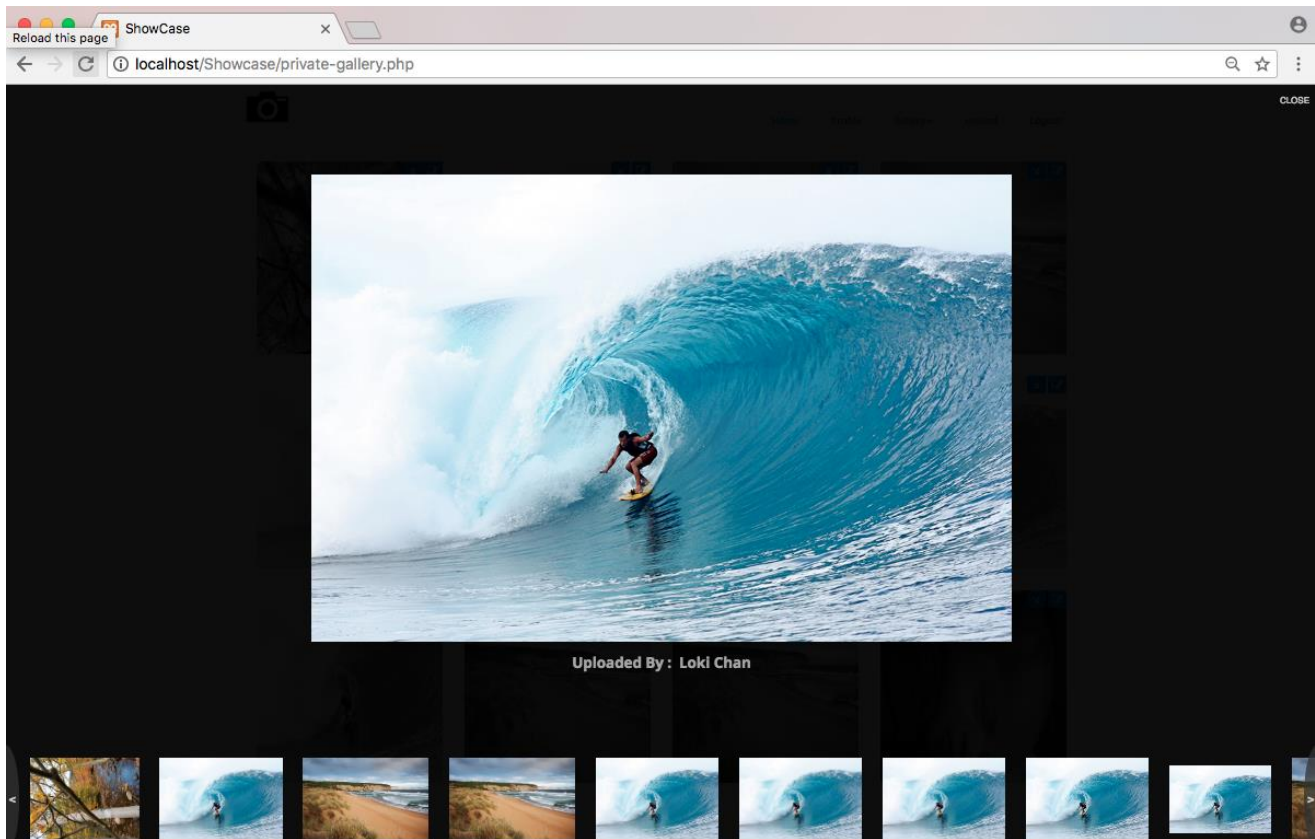 ShowCase
Reload this page
localhost/Showcase/private-gallery.php
CLOSE
Uploaded By : Loki Chan
<
>